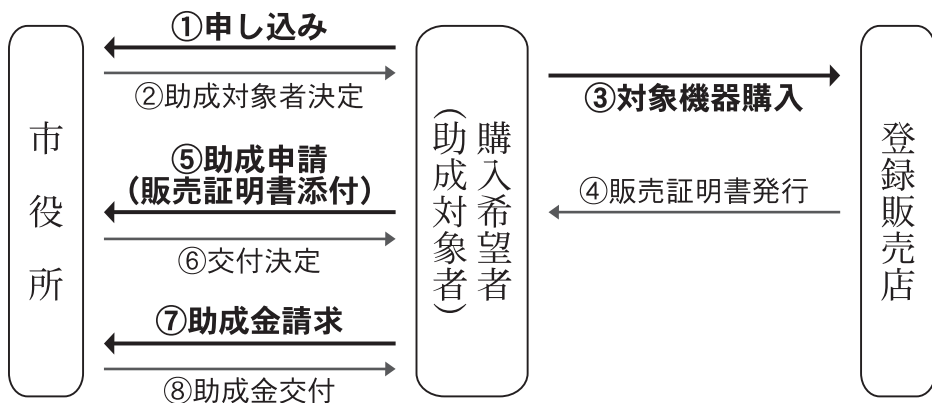 市役所
①申し込み
②助成対象者決定
⑤助成申請
（販売証明書添付）
⑥交付決定
⑦助成金請求
⑧助成金交付
購入希望者
(助成対象者)
③対象機器購入
④販売証明書発行
登録販売店